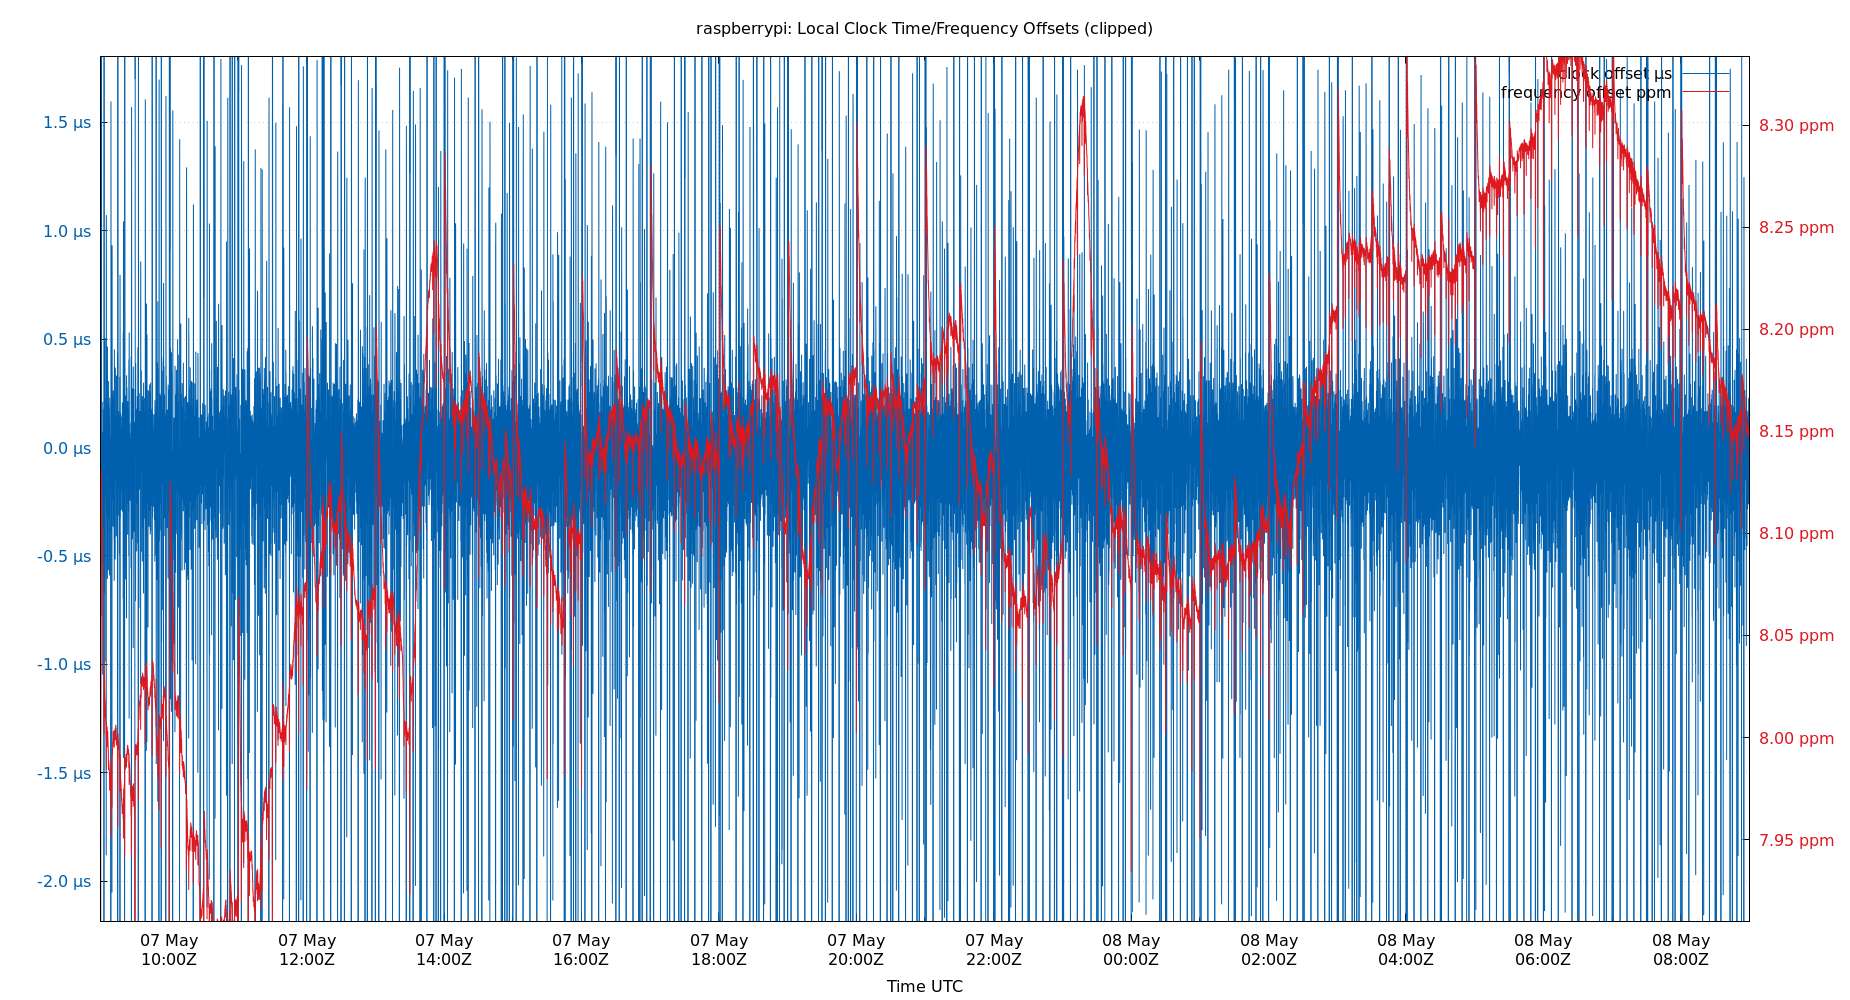 raspberrypi: Local Clock Time/Frequency Offsets (clipped)
clock offset µs
frequency offset ppm
1.5 µs
1.0 µs
0.5 µs
0.0 µs
-0.5 µs
-1.0 µs
-1.5 µs
-2.0 µs
8.30 ppm
8.25 ppm
8.20 ppm
8.15 ppm
8.10 ppm
8.05 ppm
8.00 ppm
7.95 ppm
07 May 07 May 07 May 07 May 07 May 07 May 07 May 08 May 08 May 08 May 08 May 08 May
10:00Z 12:00Z 14:00Z 16:00Z 18:00Z 20:00Z 22:00Z 00:00Z 02:00Z 04:00Z 06:00Z 08:00Z
Time UTC